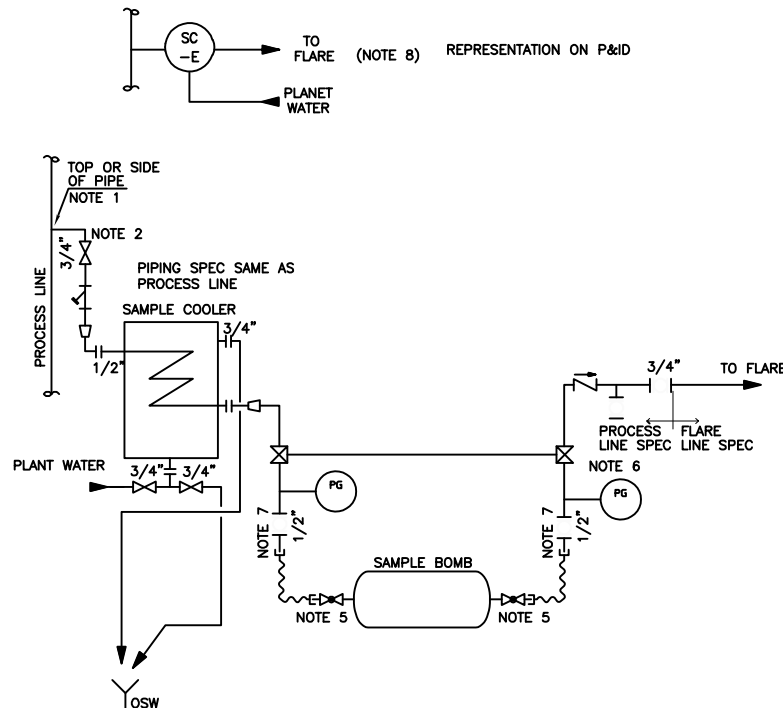 SC
-E
TO
FLARE (NOTE 8)
REPRESENTATION ON P&ID
PLANET
WATER
TOP OR SIDE
OF PIPE
NOTE 1
NOTE 2
3/4"
PROCESS LINE
PIPING SPEC SAME AS
PROCESS LINE
SAMPLE COOLER
3/4"
1/2"
3/4"
TO FLARE
PROCESS
LINE SPEC
FLARE
LINE SPEC
PLANT WATER
3/4"
3/4"
PG
NOTE 6
PG
NOTE 7
1/2"
NOTE 7
1/2"
SAMPLE BOMB
NOTE 5
NOTE 5
OSW